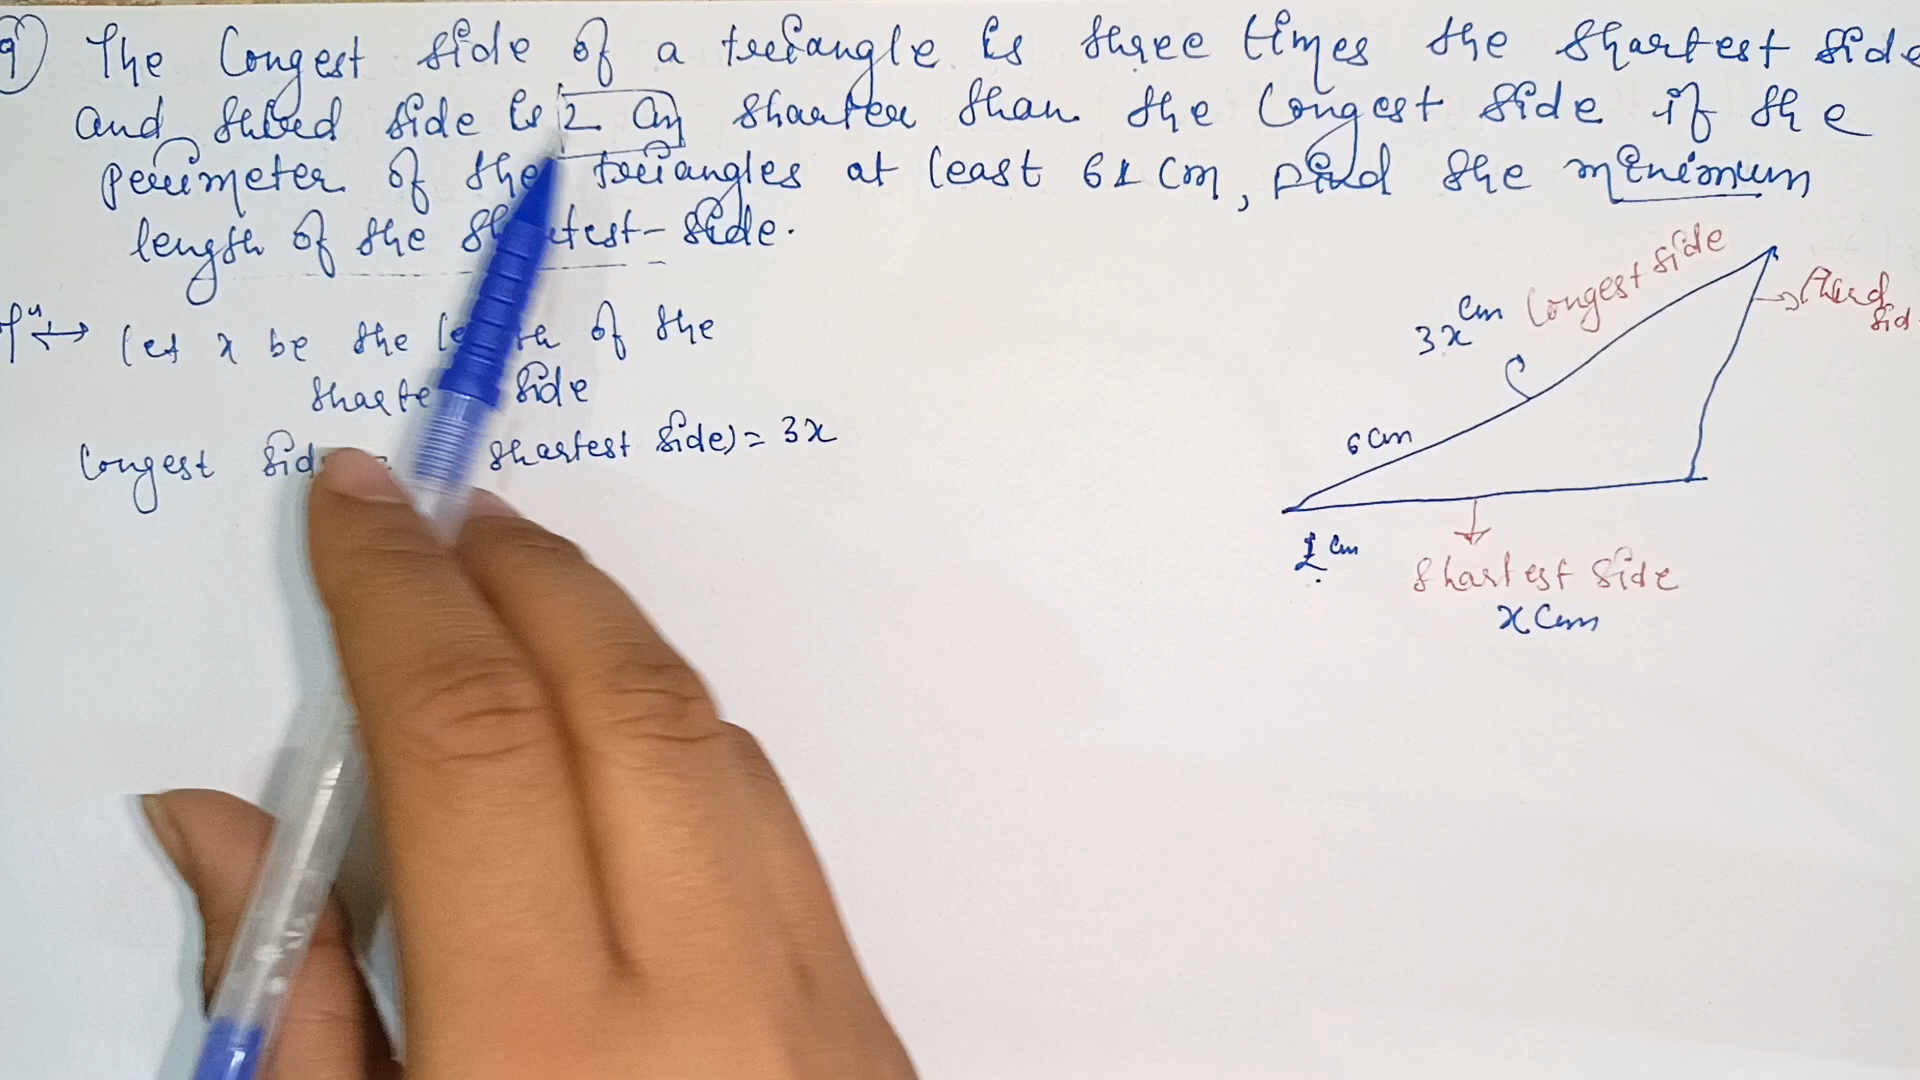 9) The longest side of a triangle is three times the shortest side
and third side is 2 cm shorter than the longest side if the
perimeter of the triangles at least 61 cm, find the minimum
length of the side.
let x be the of the
side
longest shortest side) = 3x
3x cm longest side
third
sid
6 cm
1 cm
shortest side
x cm